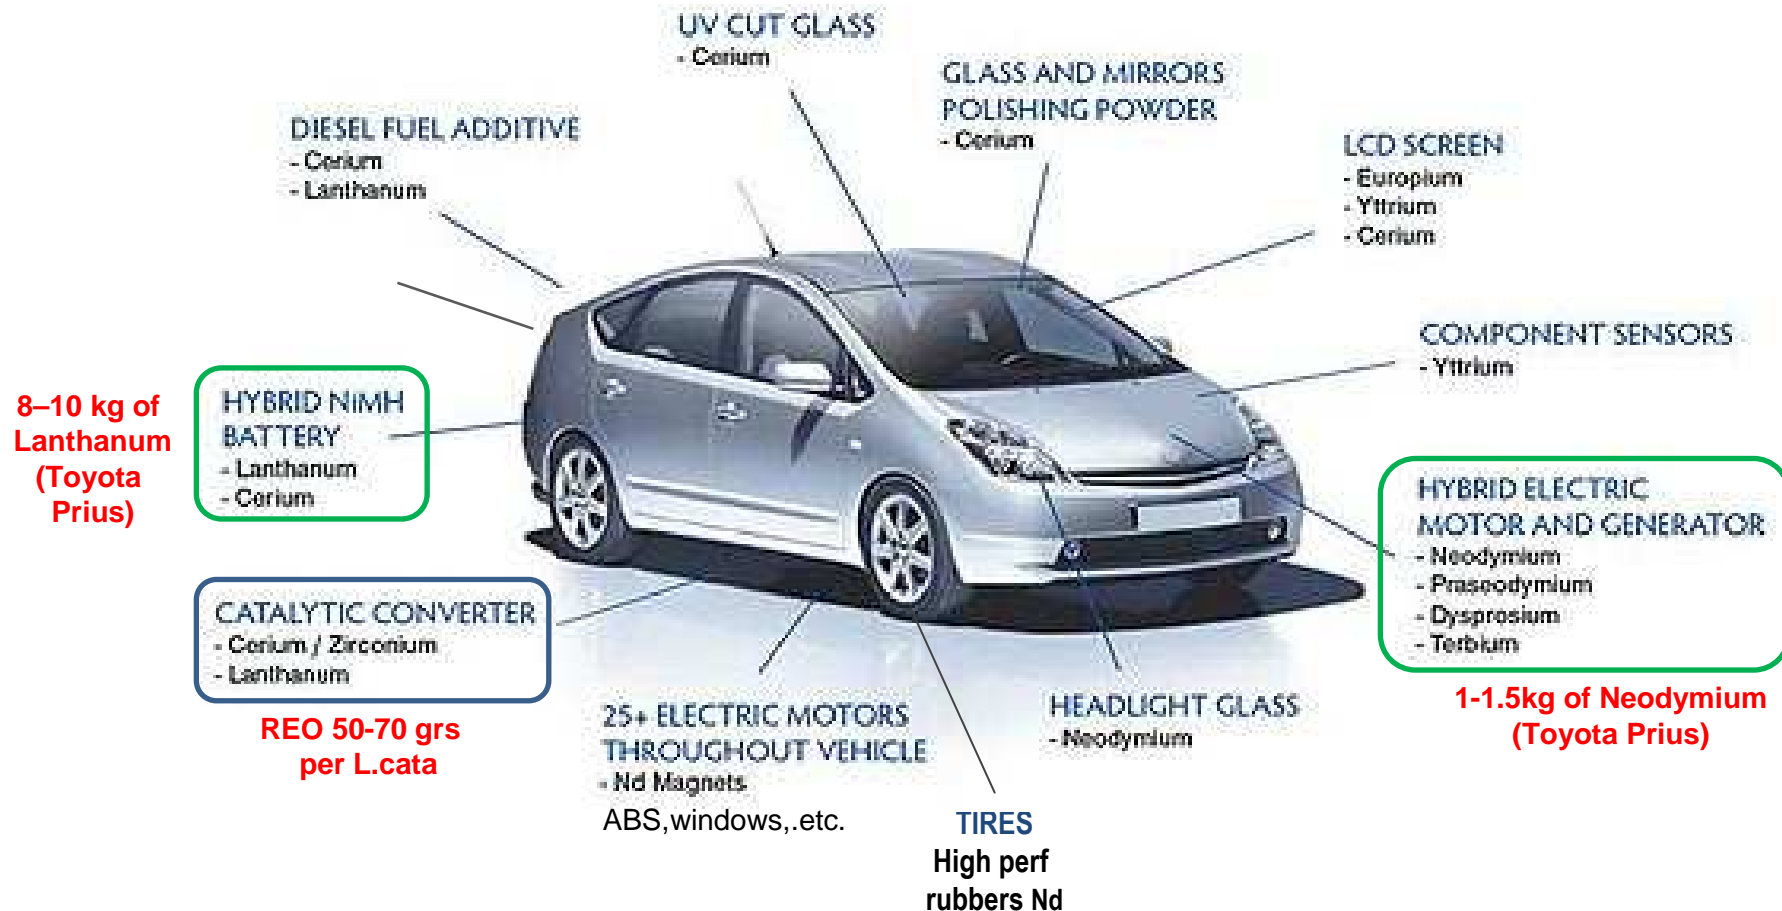 UV CUT GLASS
- Cerium
GLASS AND MIRRORS
POLISHING POWDER
- Cerium
DIESEL FUEL ADDITIVE
- Cerium
- Lanthanum
LCD SCREEN
- Europium
- Yttrium
- Cerium
COMPONENT SENSORS
- Yttrium
8–10 kg of
Lanthanum
(Toyota
Prius)
HYBRID NIMH
BATTERY
- Lanthanum
- Cerium
HYBRID ELECTRIC
MOTOR AND GENERATOR
- Neodymium
- Praseodymium
- Dysprosium
- Terbium
1-1.5kg of Neodymium
(Toyota Prius)
CATALYTIC CONVERTER
- Cerium / Zirconium
- Lanthanum
REO 50-70 grs
per L.cata
25+ ELECTRIC MOTORS
THROUGHOUT VEHICLE
- Nd Magnets
ABS,windows,.etc.
HEADLIGHT GLASS
- Neodymium
TIRES
High perf
rubbers Nd